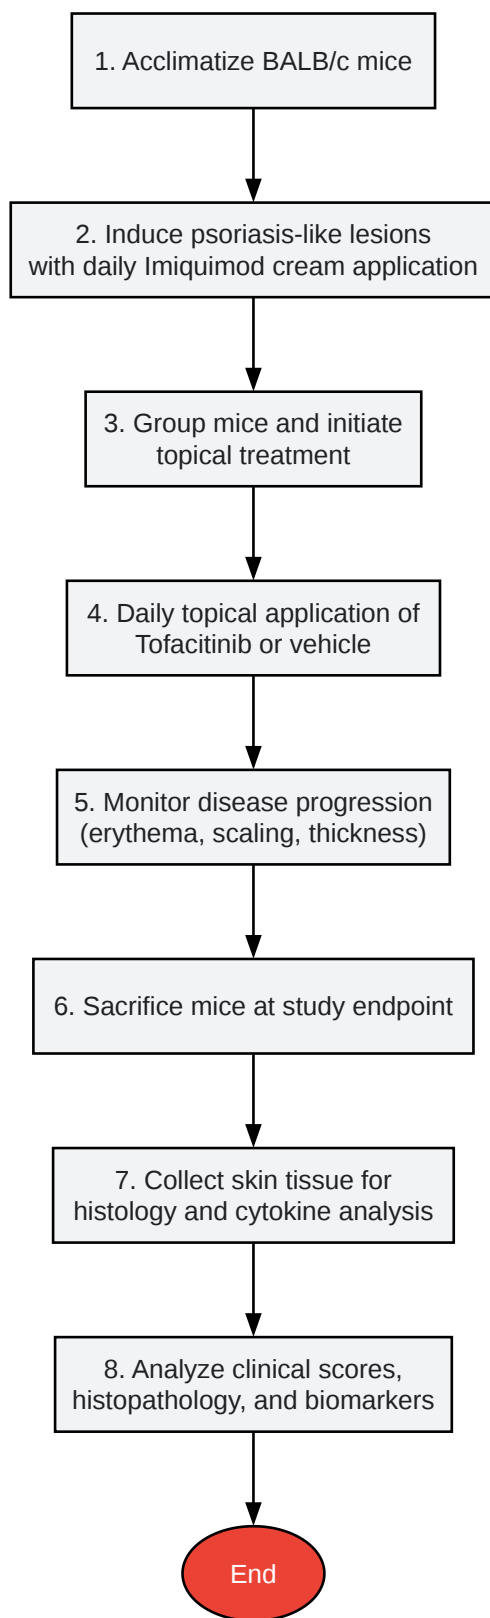 1. Acclimatize BALB/c mice
2. Induce psoriasis-like lesions
with daily Imiquimod cream application
3. Group mice and initiate
topical treatment
4. Daily topical application of
Tofacitinib or vehicle
5. Monitor disease progression
(erythema, scaling, thickness)
6. Sacrifice mice at study endpoint
7. Collect skin tissue for
histology and cytokine analysis
8. Analyze clinical scores,
histopathology, and biomarkers
End